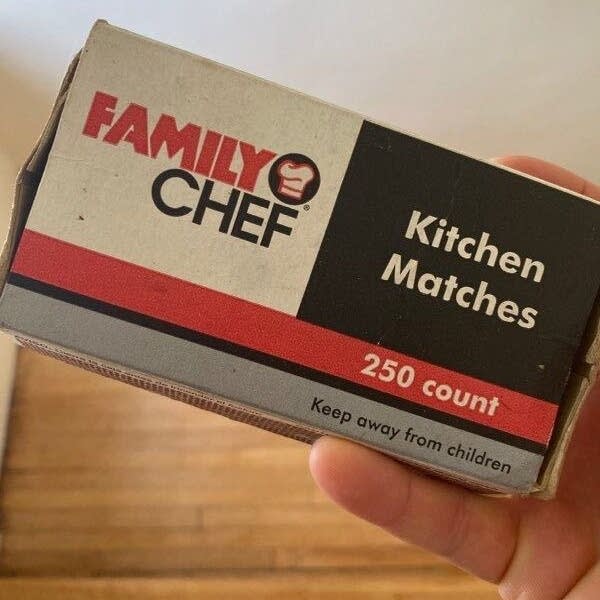 FAMILY
CHEF®
Kitchen
Matches
250 count
Keep away from children